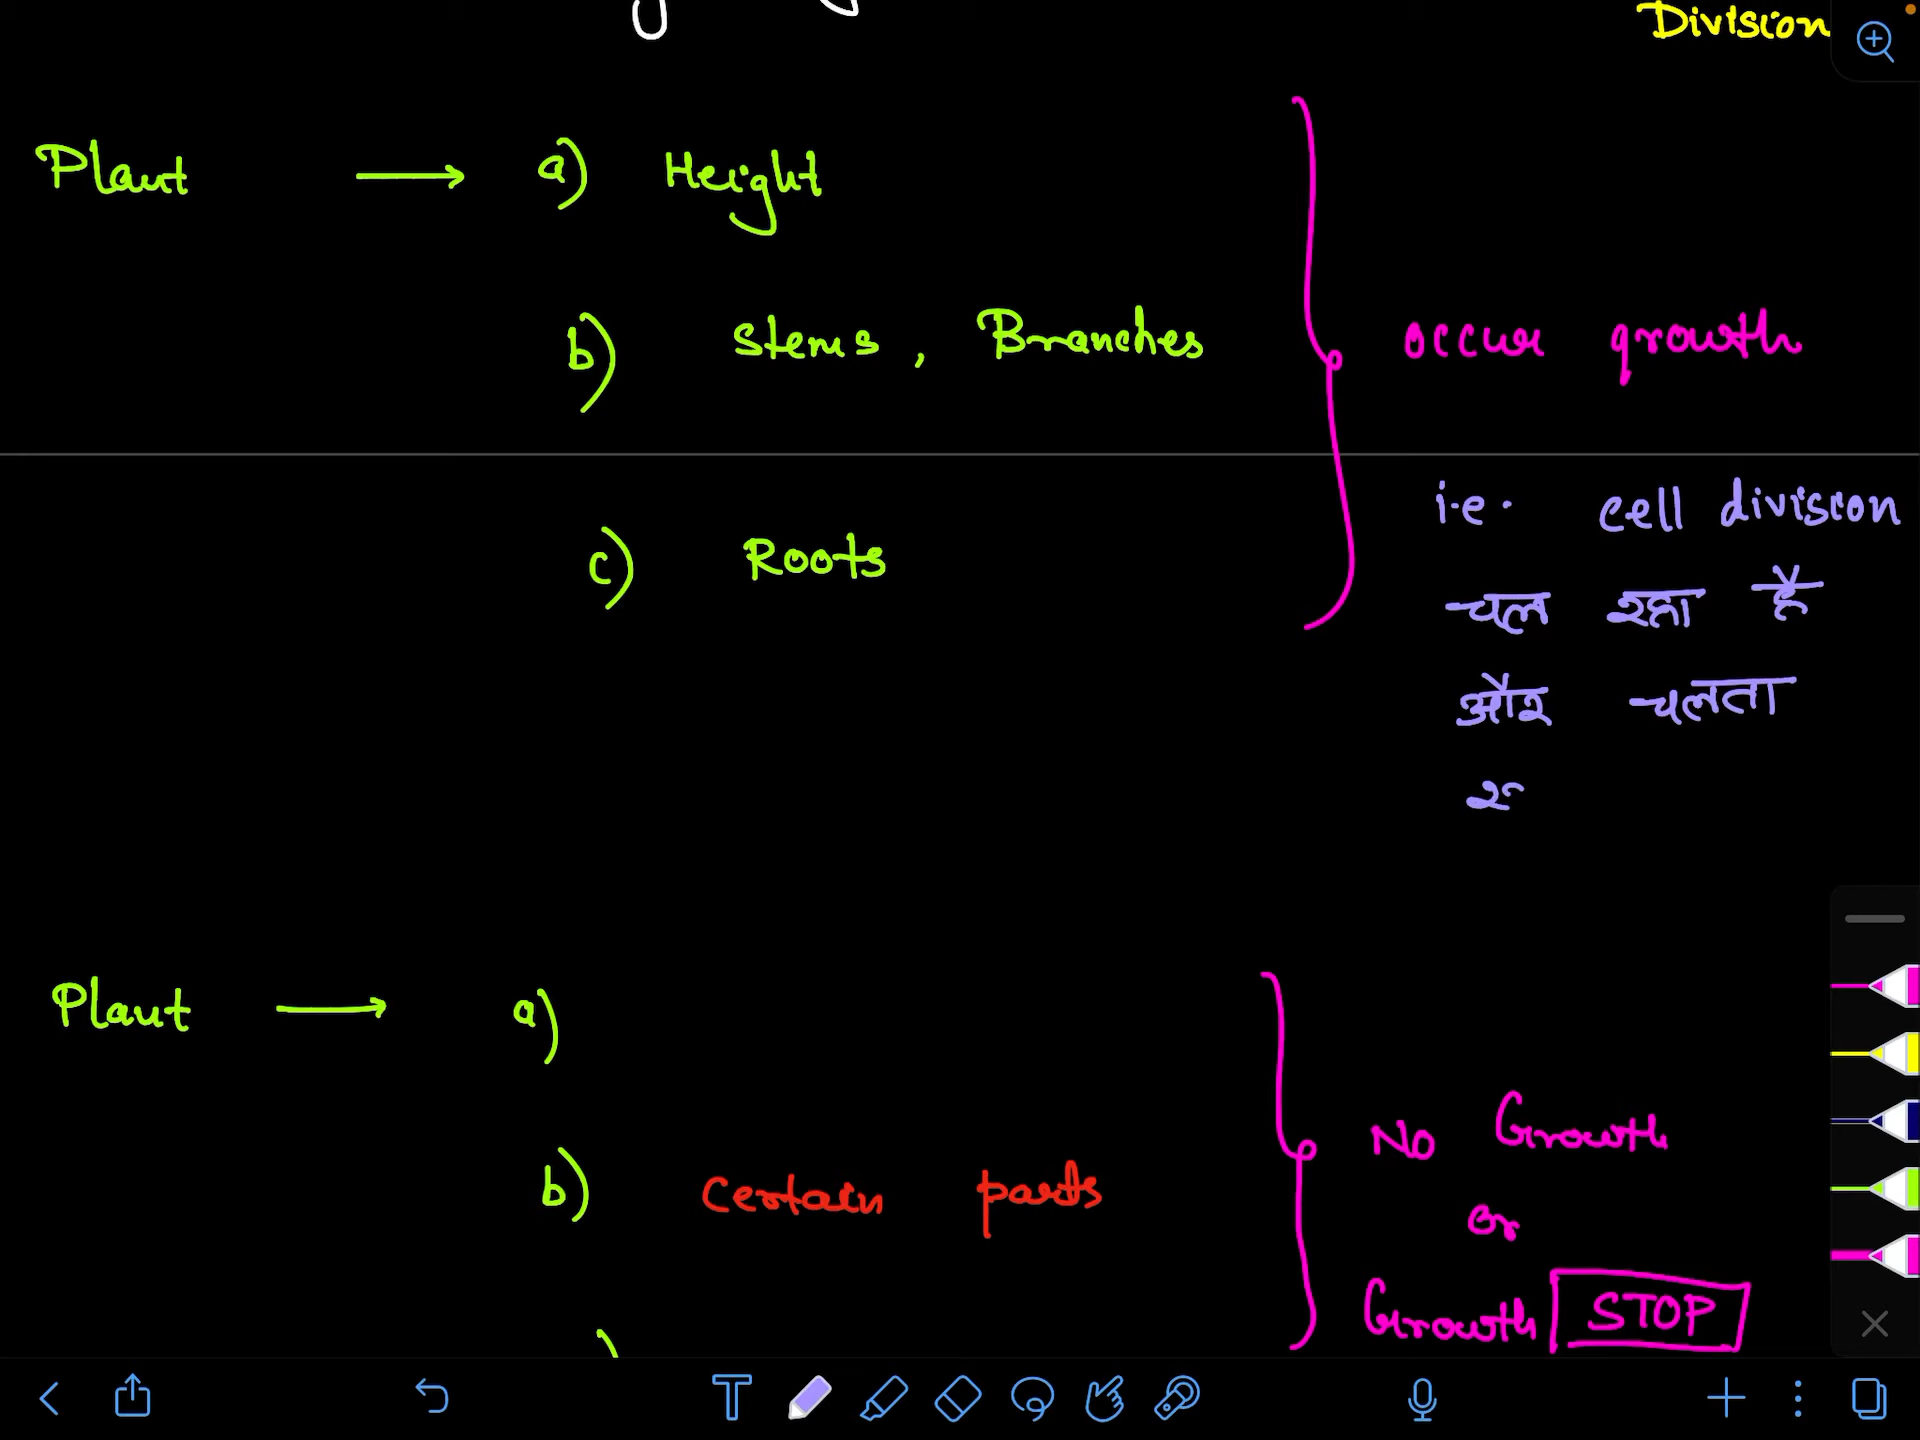 Division
Plant → a) Height
b) Stems, Branches
occur growth
c) Roots
i.e. cell division
चल रहा है
और चलता
Plant → a)
b) Certain parts
No Growth
or
Growth STOP